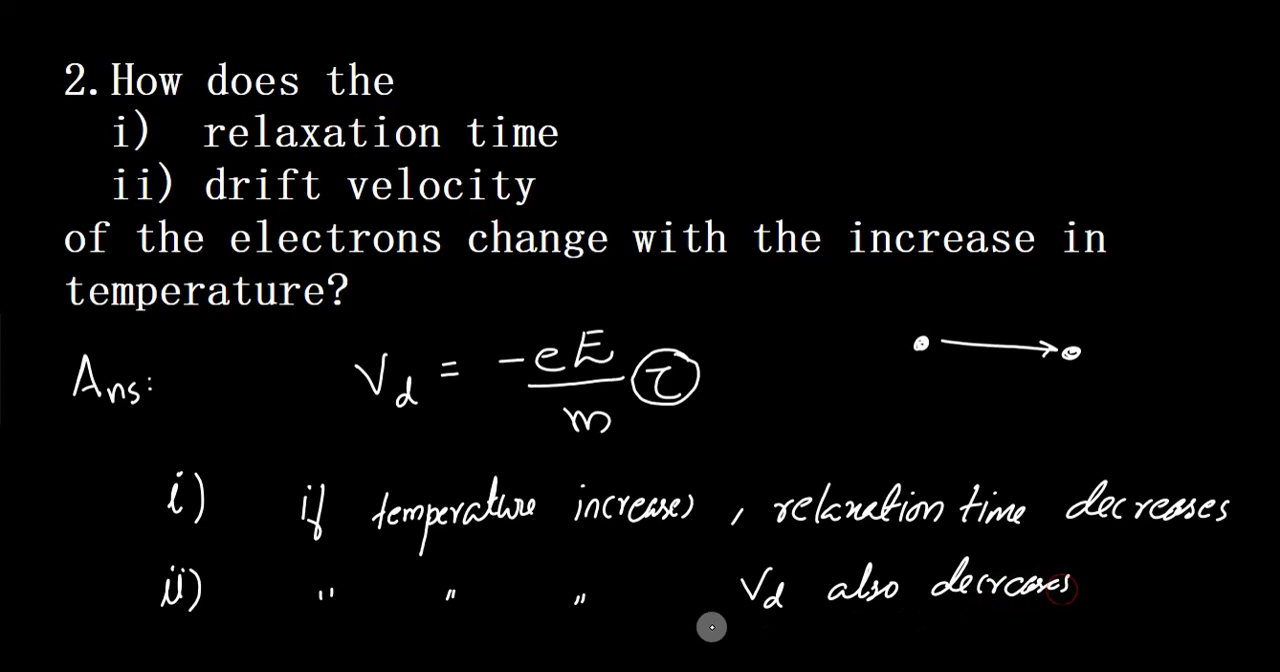 2. How does the
i) relaxation time
ii) drift velocity
of the electrons change with the increase in
temperature?
Ans: Vd = -eE/m τ
i) if temperature increases, relaxation time decreases
ii) " " " Vd also decreases